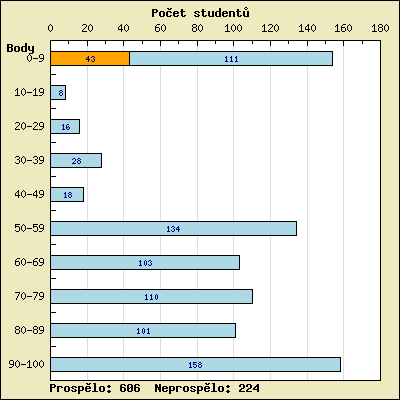 Počet studentů
0 20 40 60 80 100 120 140 160 180
Body
0-9 43 111
10-19 8
20-29 16
30-39 28
40-49 18
50-59 134
60-69 103
70-79 110
80-89 101
90-100 158
Prospělo: 606 Neprospělo: 224